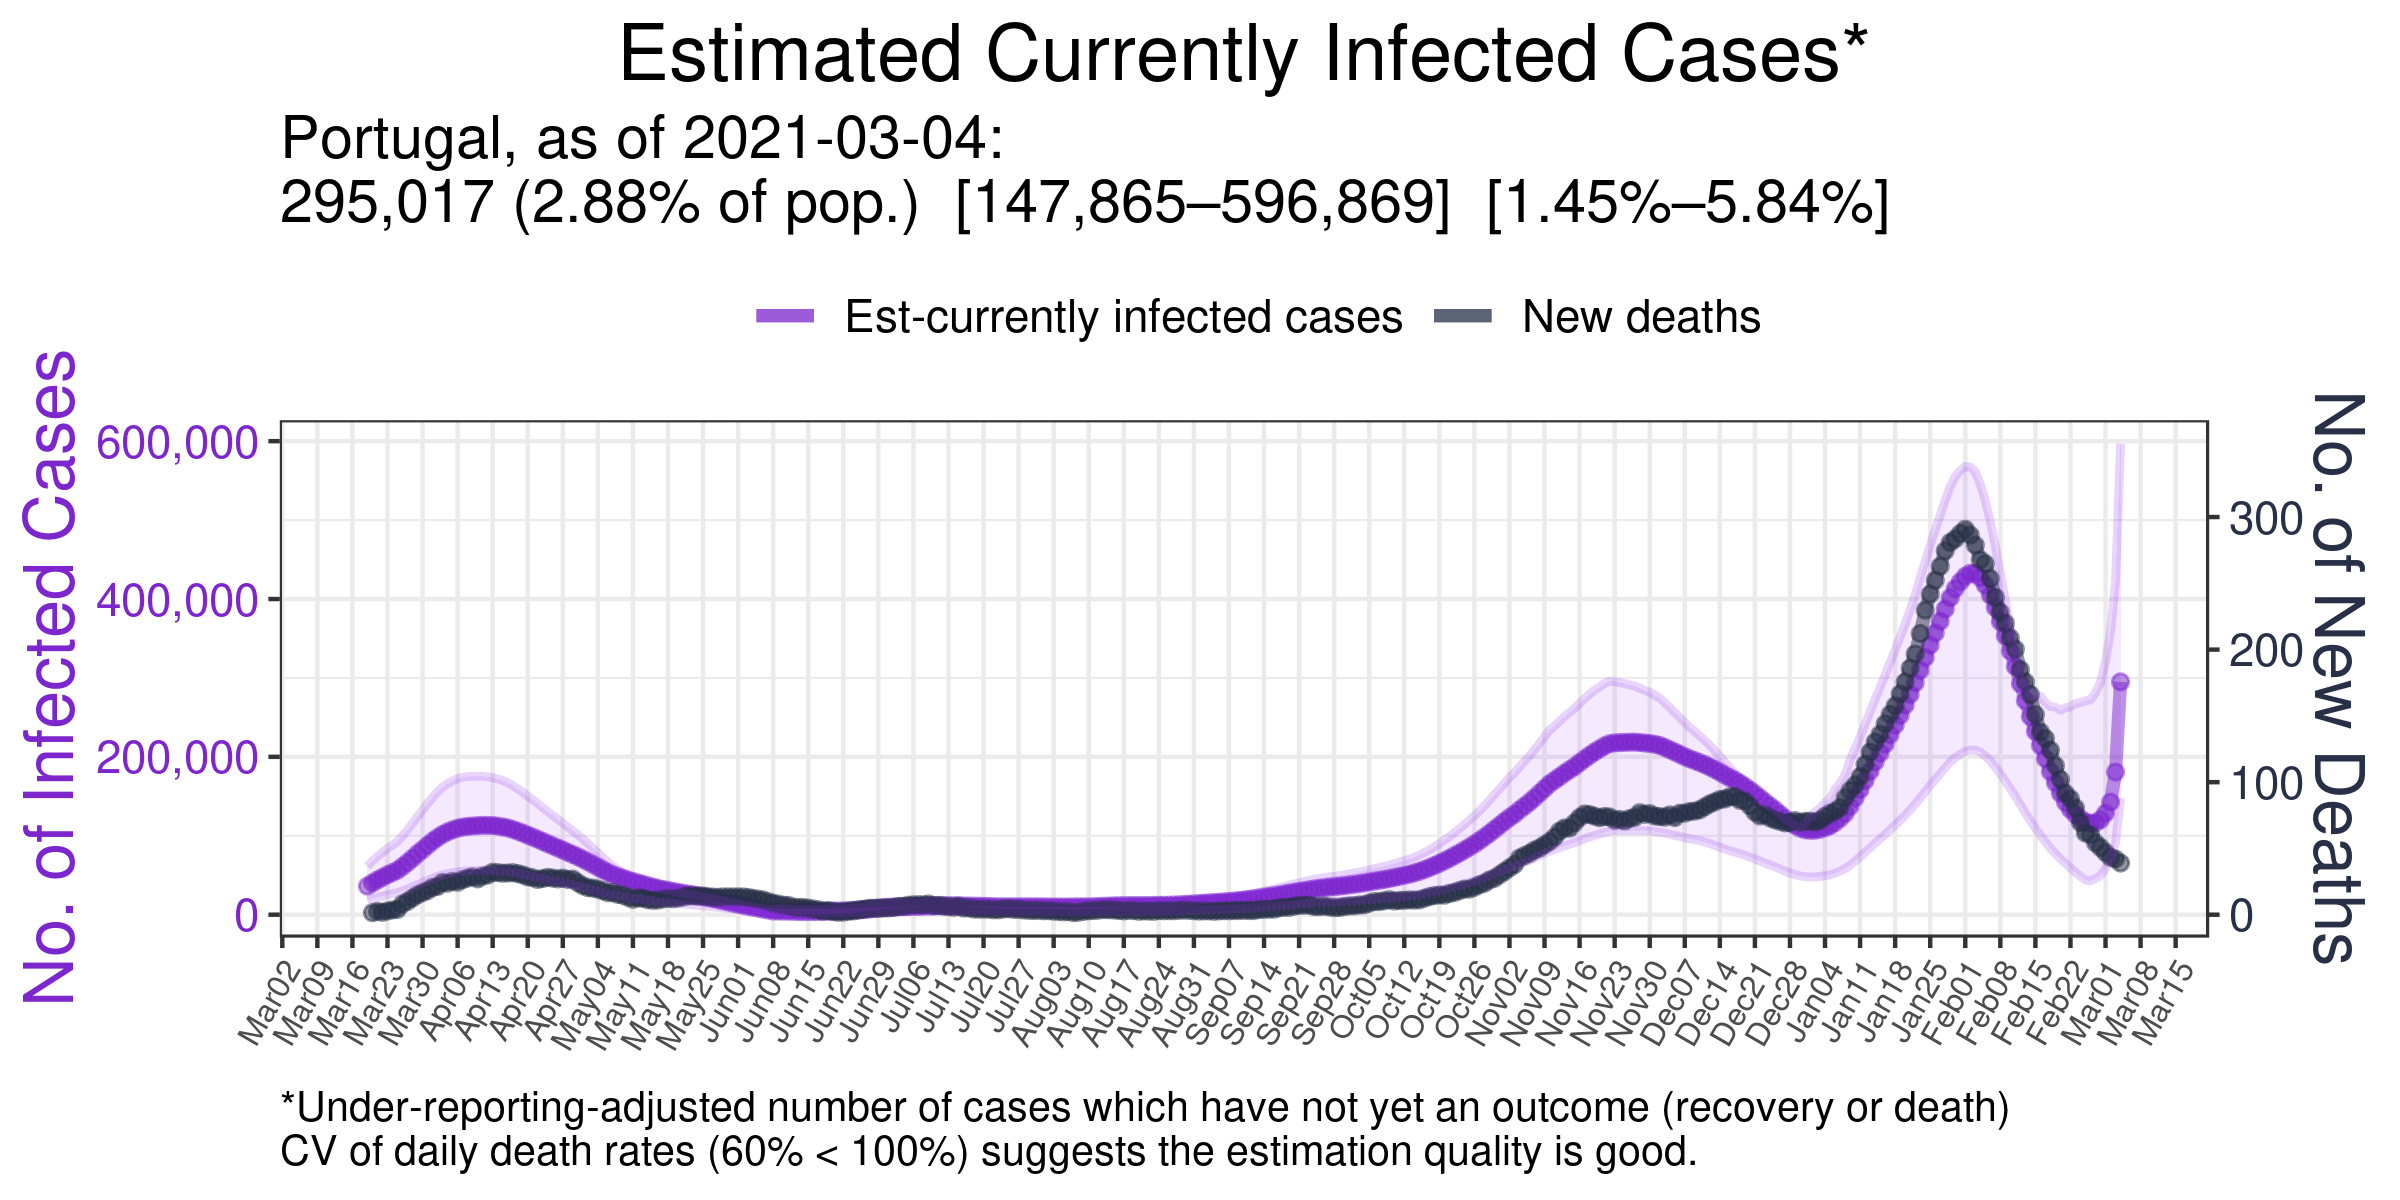 Estimated Currently Infected Cases*
Portugal, as of 2021-03-04:
295,017 (2.88% of pop.) [147,865–596,869] [1.45%–5.84%]
Est-currently infected cases New deaths
No. of Infected Cases
600,000
400,000
200,000
0
300
200
100
0
No. of New Deaths
Mar02 Mar09 Mar16 Mar23 Mar30 Apr06 Apr13 Apr20 Apr27 May04 May11 May18 May25 Jun01 Jun08 Jun15 Jun22 Jun29 Jul06 Jul13 Jul20 Jul27 Aug03 Aug10 Aug17 Aug24 Aug31 Sep07 Sep14 Sep21 Sep28 Oct05 Oct12 Oct19 Oct26 Nov02 Nov09 Nov16 Nov23 Nov30 Dec07 Dec14 Dec21 Dec28 Jan04 Jan11 Jan18 Jan25 Feb01 Feb08 Feb15 Feb22 Mar01 Mar08 Mar15
*Under-reporting-adjusted number of cases which have not yet an outcome (recovery or death)
CV of daily death rates (60% < 100%) suggests the estimation quality is good.